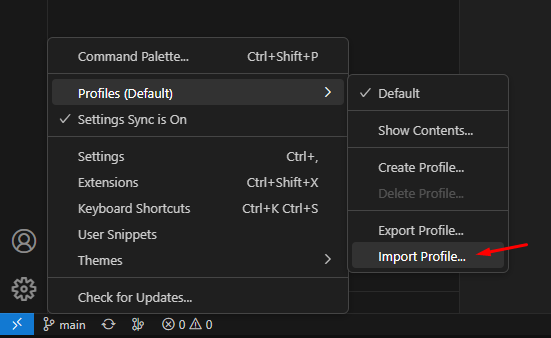 Command Palette... Ctrl+Shift+P
Profiles (Default)
Settings Sync is On
Settings Ctrl+,
Extensions Ctrl+Shift+X
Keyboard Shortcuts Ctrl+K Ctrl+S
User Snippets
Themes
Check for Updates...
Default
Show Contents...
Create Profile...
Delete Profile...
Export Profile...
Import Profile...
main 0 0